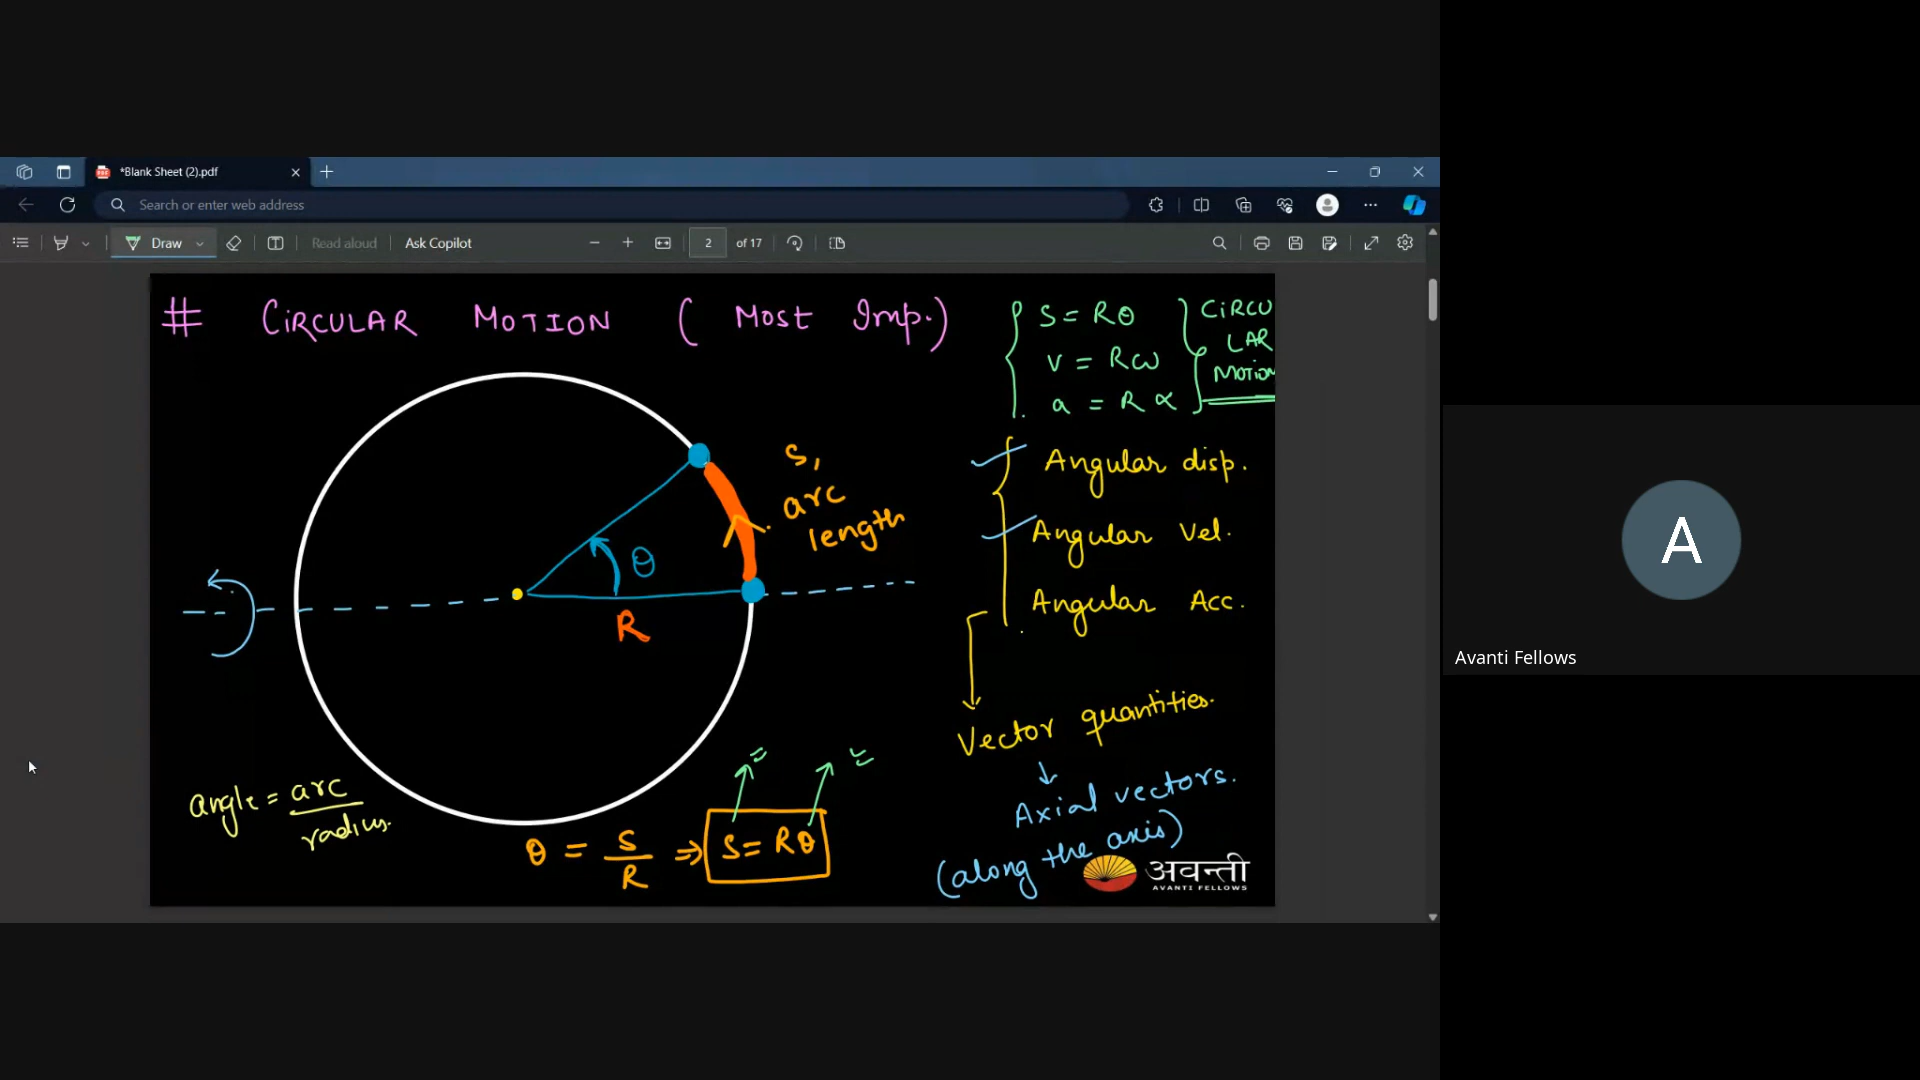 *Blank Sheet (2).pdf
Search or enter web address
Draw
Read aloud
Ask Copilot
2 of 17
# CIRCULAR MOTION (Most Imp.)
S = Rθ
v = Rω
a = Rα
CIRCU
LAR
MOTION
Angular disp.
Angular Vel.
Angular Acc.
s,
arc
length
θ
R
Vector quantities.
Axial vectors.
(along the axis)
angle = arc
radius.
θ = S/R ⇒ S = Rθ
अवन्ती
AVANTI FELLOWS
A
Avanti Fellows